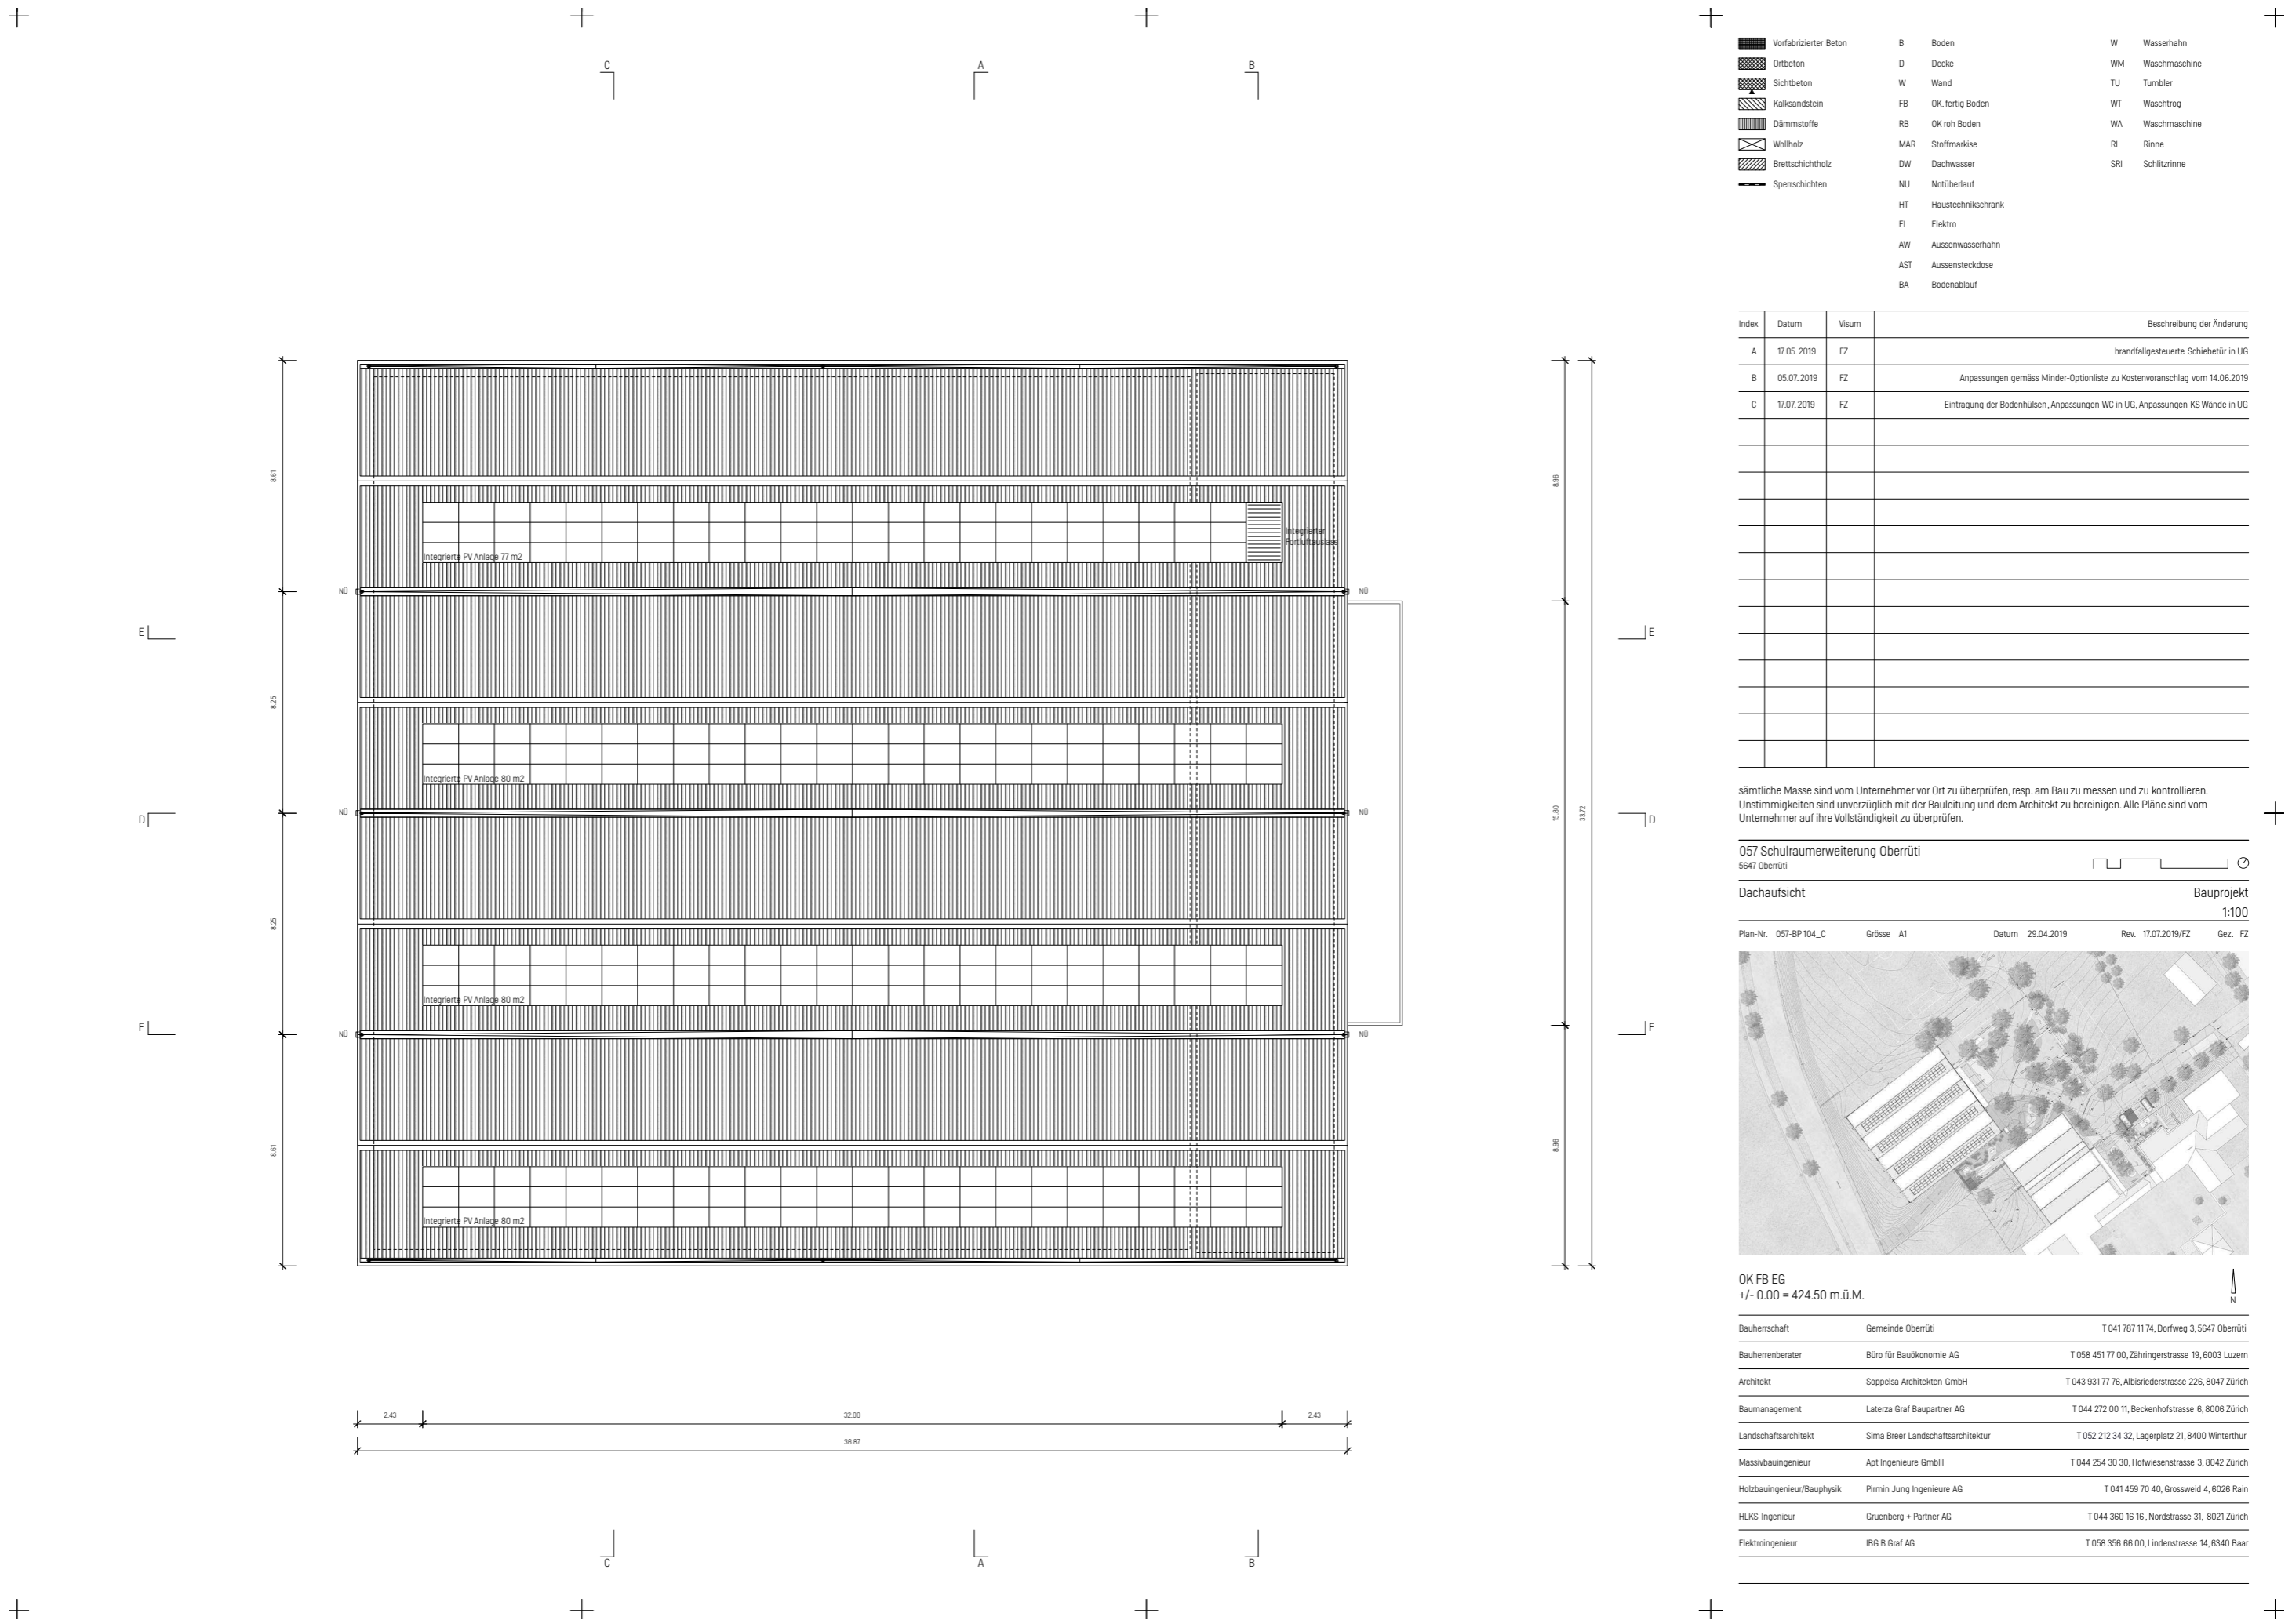 C A B
Vorfabrizierter Beton B Boden W Wasserhahn
Ortbeton D Decke WM Waschmaschine
Sichtbeton W Wand TU Tumbler
Kalksandstein FB OK. fertig Boden WT Waschtrog
Dämmstoffe RB OK roh Boden WA Waschmaschine
Wollholz MAR Stoffmarkise RI Rinne
Brettschichtholz DW Dachwasser SRI Schlitzrinne
Sperrschichten NÜ Notüberlauf
HT Haustechnikschrank
EL Elektro
AW Aussenwasserhahn
AST Aussensteckdose
BA Bodenablauf
Index Datum Visum Beschreibung der Änderung
A 17.05.2019 FZ brandfallgesteuerte Schiebetür in UG
B 05.07.2019 FZ Anpassungen gemäss Minder-Optionliste zu Kostenvoranschlag vom 14.06.2019
C 17.07.2019 FZ Eintragung der Bodenhülsen, Anpassungen WC in UG, Anpassungen KS Wände in UG
8.61
8.96
Integrierter
Fortluftauslass
Integrierte PV Anlage 77 m2
NÜ NÜ
E E
8.25
Integrierte PV Anlage 80 m2
NÜ NÜ
D D
15.80
33.72
8.25
Integrierte PV Anlage 80 m2
NÜ NÜ
F F
8.61
8.96
Integrierte PV Anlage 80 m2
2.43 32.00 2.43
36.87
C A B
sämtliche Masse sind vom Unternehmer vor Ort zu überprüfen, resp. am Bau zu messen und zu kontrollieren.
Unstimmigkeiten sind unverzüglich mit der Bauleitung und dem Architekt zu bereinigen. Alle Pläne sind vom
Unternehmer auf ihre Vollständigkeit zu überprüfen.
057 Schulraumerweiterung Oberrüti
5647 Oberrüti
Dachaufsicht Bauprojekt
1:100
Plan-Nr. 057-BP 104_C Grösse A1 Datum 29.04.2019 Rev. 17.07.2019/FZ Gez. FZ
OK FB EG
+/- 0.00 = 424.50 m.ü.M.
N
Bauherrschaft Gemeinde Oberrüti T 041 787 11 74, Dorfweg 3, 5647 Oberrüti
Bauherrenberater Büro für Bauökonomie AG T 058 451 77 00, Zähringerstrasse 19, 6003 Luzern
Architekt Soppelsa Architekten GmbH T 043 931 77 76, Albisriederstrasse 226, 8047 Zürich
Baumanagement Laterza Graf Baupartner AG T 044 272 00 11, Beckenhofstrasse 6, 8006 Zürich
Landschaftsarchitekt Sima Breer Landschaftsarchitektur T 052 212 34 32, Lagerplatz 21, 8400 Winterthur
Massivbauingenieur Apt Ingenieure GmbH T 044 254 30 30, Hofwiesenstrasse 3, 8042 Zürich
Holzbauingenieur/Bauphysik Pirmin Jung Ingenieure AG T 041 459 70 40, Grossweid 4, 6026 Rain
HLKS-Ingenieur Gruenberg + Partner AG T 044 360 16 16, Nordstrasse 31, 8021 Zürich
Elektroingenieur IBG B.Graf AG T 058 356 66 00, Lindenstrasse 14, 6340 Baar